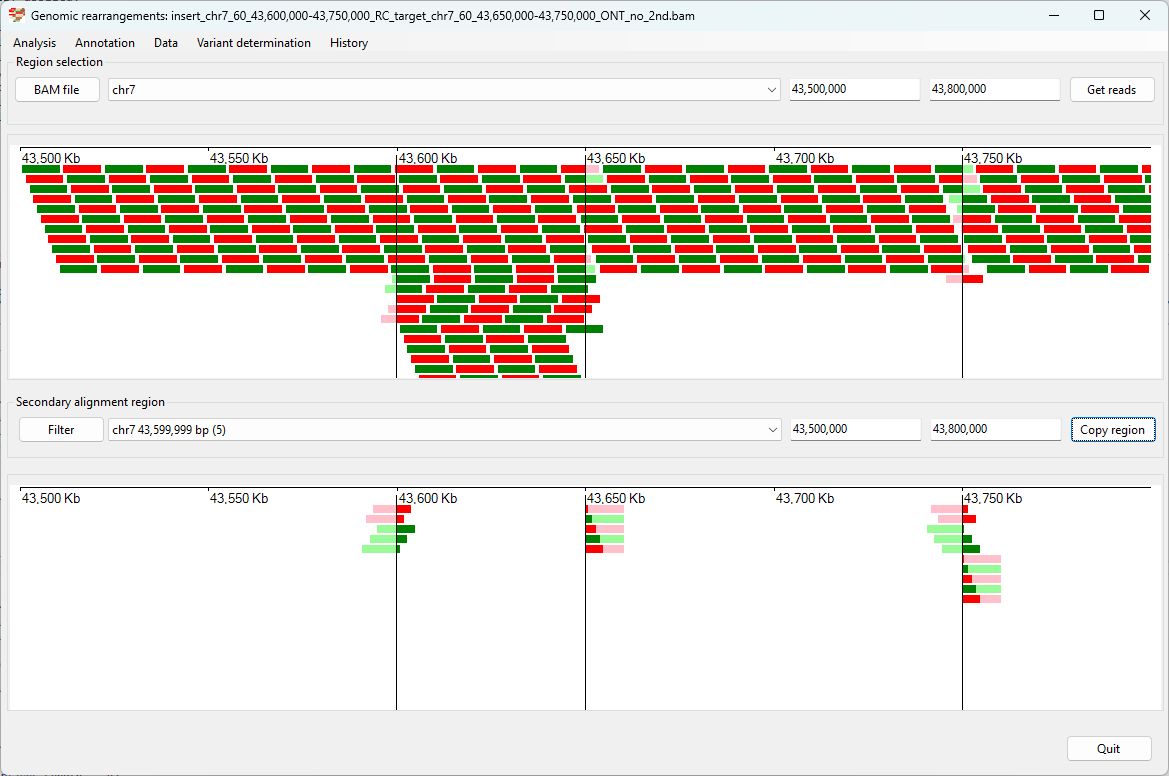 Genomic rearrangements: insert_chr7_60_43,600,000-43,750,000_RC_target_chr7_60_43,650,000-43,750,000_ONT_no_2nd.bam
Analysis Annotation Data Variant determination History
Region selection
BAM file chr7 43,500,000 43,800,000 Get reads
43,500 Kb 43,550 Kb 43,600 Kb 43,650 Kb 43,700 Kb 43,750 Kb
Secondary alignment region
Filter chr7 43,599,999 bp (5) 43,500,000 43,800,000 Copy region
43,500 Kb 43,550 Kb 43,600 Kb 43,650 Kb 43,700 Kb 43,750 Kb
Quit